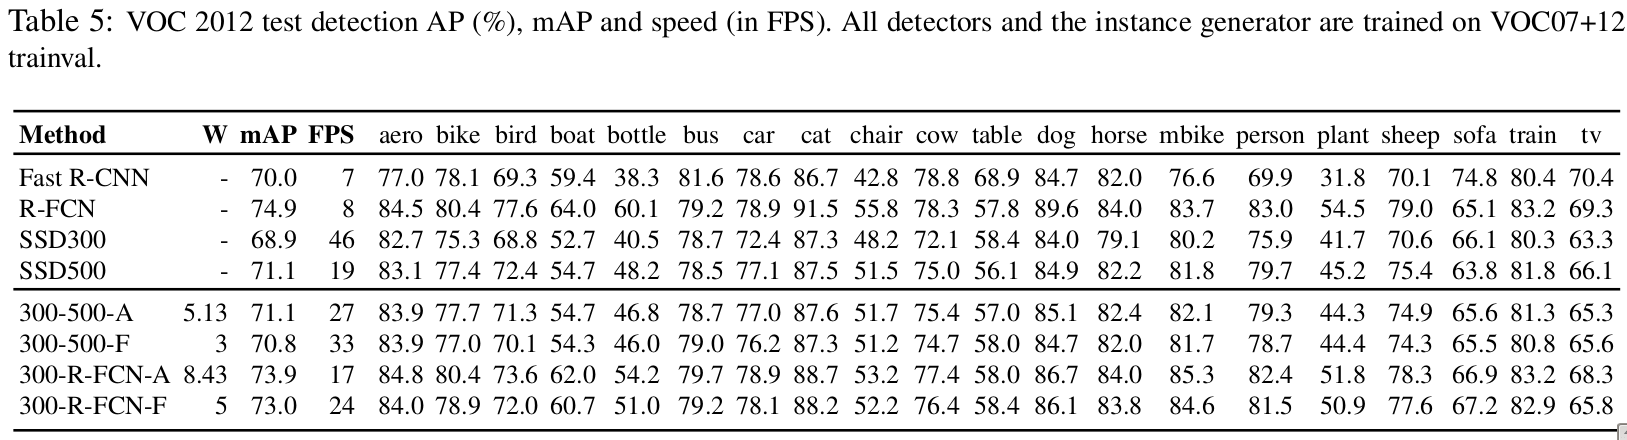 Table 5: VOC 2012 test detection AP (%), mAP and speed (in FPS). All detectors and the instance generator are trained on VOC07+12
trainval.
Method W mAP FPS aero bike bird boat bottle bus car cat chair cow table dog horse mbike person plant sheep sofa train tv
Fast R-CNN - 70.0 7 77.0 78.1 69.3 59.4 38.3 81.6 78.6 86.7 42.8 78.8 68.9 84.7 82.0 76.6 69.9 31.8 70.1 74.8 80.4 70.4
R-FCN - 74.9 8 84.5 80.4 77.6 64.0 60.1 79.2 78.9 91.5 55.8 78.3 57.8 89.6 84.0 83.7 83.0 54.5 79.0 65.1 83.2 69.3
SSD300 - 68.9 46 82.7 75.3 68.8 52.7 40.5 78.7 72.4 87.3 48.2 72.1 58.4 84.0 79.1 80.2 75.9 41.7 70.6 66.1 80.3 63.3
SSD500 - 71.1 19 83.1 77.4 72.4 54.7 48.2 78.5 77.1 87.5 51.5 75.0 56.1 84.9 82.2 81.8 79.7 45.2 75.4 63.8 81.8 66.1
300-500-A 5.13 71.1 27 83.9 77.7 71.3 54.7 46.8 78.7 77.0 87.6 51.7 75.4 57.0 85.1 82.4 82.1 79.3 44.3 74.9 65.6 81.3 65.3
300-500-F 3 70.8 33 83.9 77.0 70.1 54.3 46.0 79.0 76.2 87.3 51.2 74.7 58.0 84.7 82.0 81.7 78.7 44.4 74.3 65.5 80.8 65.6
300-R-FCN-A 8.43 73.9 17 84.8 80.4 73.6 62.0 54.2 79.7 78.9 88.7 53.2 77.4 58.0 86.7 84.0 85.3 82.4 51.8 78.3 66.9 83.2 68.3
300-R-FCN-F 5 73.0 24 84.0 78.9 72.0 60.7 51.0 79.2 78.1 88.2 52.2 76.4 58.4 86.1 83.8 84.6 81.5 50.9 77.6 67.2 82.9 65.8